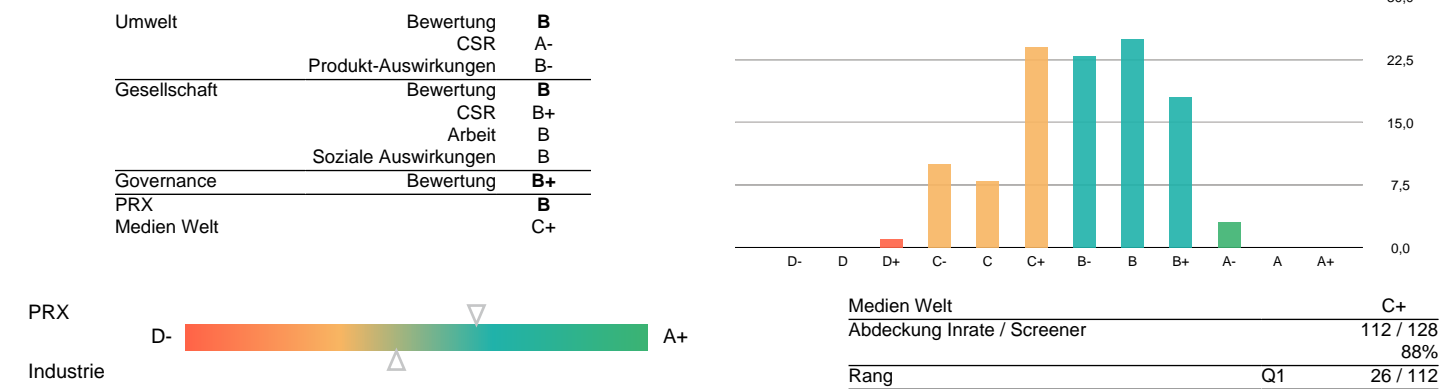 Umwelt Bewertung B
CSR A-
Produkt-Auswirkungen B-
Gesellschaft Bewertung B
CSR B+
Arbeit B
Soziale Auswirkungen B
Governance Bewertung B+
PRX B
Medien Welt C+
22,5
15,0
7,5
0,0
D- D D+ C- C C+ B- B B+ A- A A+
PRX
D- A+
Industrie
Medien Welt C+
Abdeckung Inrate / Screener 112 / 128
88%
Rang Q1 26 / 112